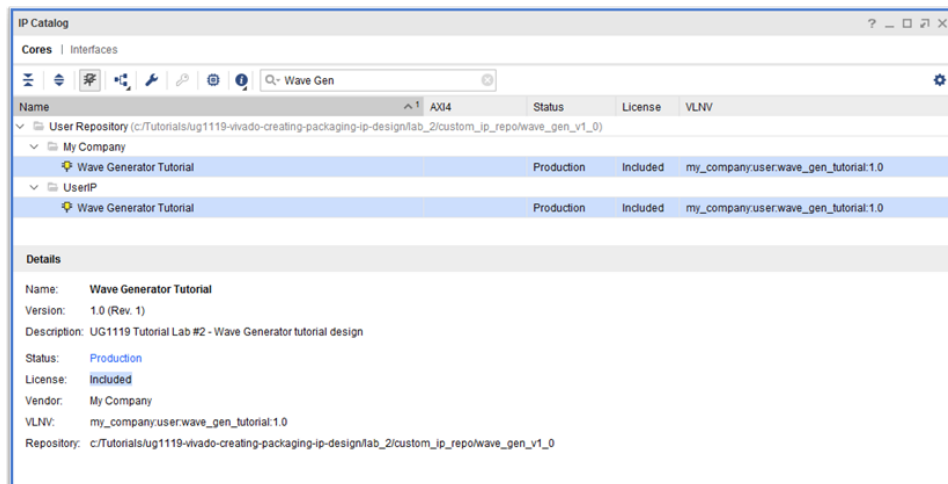 IP Catalog
Cores | Interfaces
Wave Gen
Name 1 AXI4 Status License VLNV
User Repository (c:/Tutorials/ug1119-vivado-creating-packaging-ip-design/lab_2/custom_ip_repo/wave_gen_v1_0)
My Company
Wave Generator Tutorial Production Included my_company:user:wave_gen_tutorial:1.0
UserIP
Wave Generator Tutorial Production Included my_company:user:wave_gen_tutorial:1.0
Details
Name: Wave Generator Tutorial
Version: 1.0 (Rev. 1)
Description: UG1119 Tutorial Lab #2 - Wave Generator tutorial design
Status: Production
License: Included
Vendor: My Company
VLNV: my_company:user:wave_gen_tutorial:1.0
Repository: c:/Tutorials/ug1119-vivado-creating-packaging-ip-design/lab_2/custom_ip_repo/wave_gen_v1_0